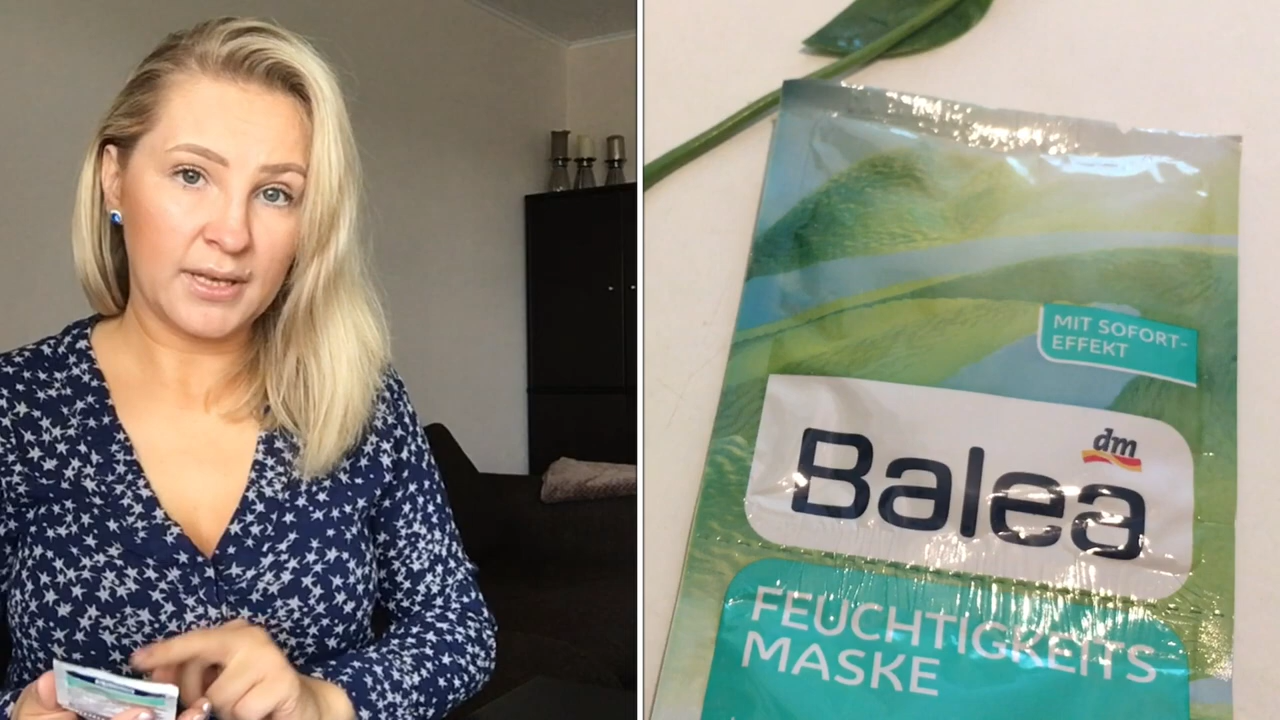 MIT SOFORT-
EFFEKT
dm
Balea
FEUCHTIGKEITS
MASKE